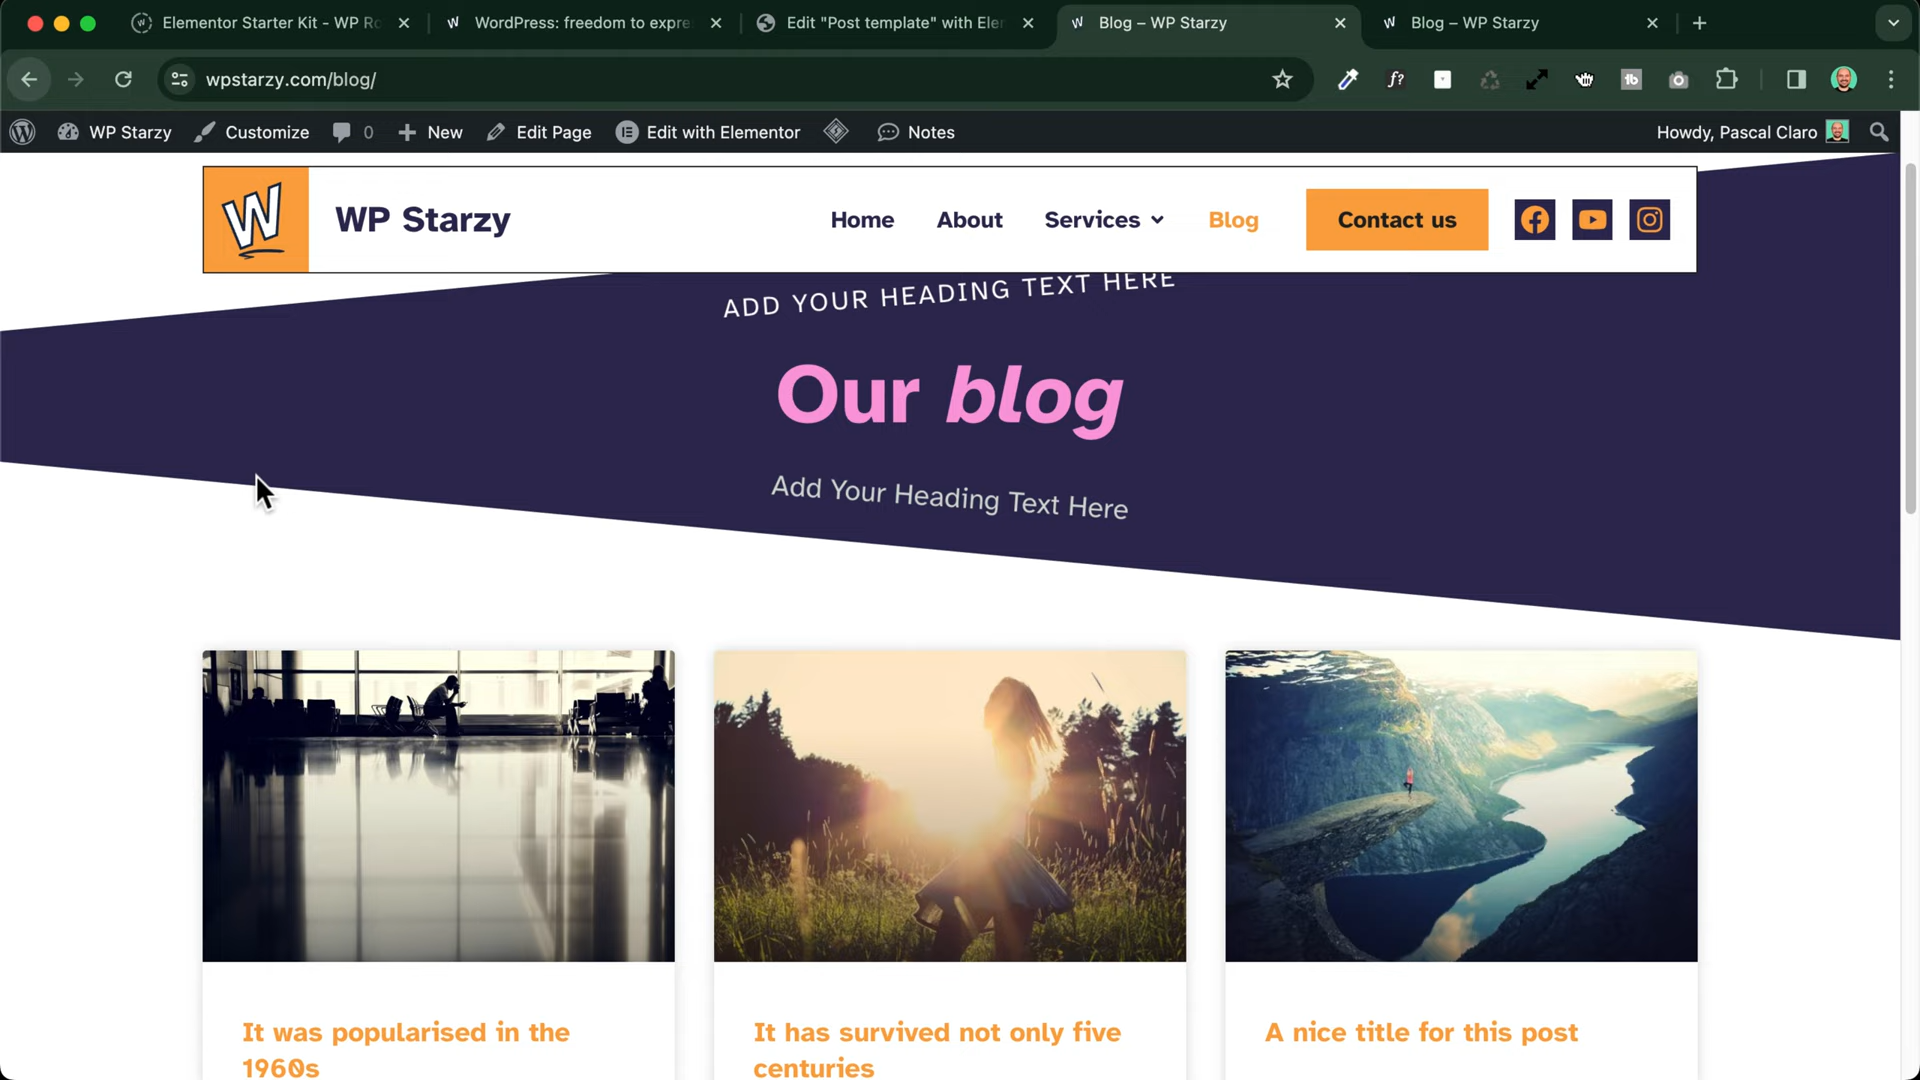 Elementor Starter Kit - WP Ro
WordPress: freedom to expre
Edit "Post template" with Eler
Blog – WP Starzy
Blog – WP Starzy
wpstarzy.com/blog/
f?
tb
WP Starzy
Customize
0
New
Edit Page
Edit with Elementor
Notes
Howdy, Pascal Claro
W
WP Starzy
Home
About
Services
Blog
Contact us
ADD YOUR HEADING TEXT HERE
Our blog
Add Your Heading Text Here
It was popularised in the
1960s
It has survived not only five
centuries
A nice title for this post